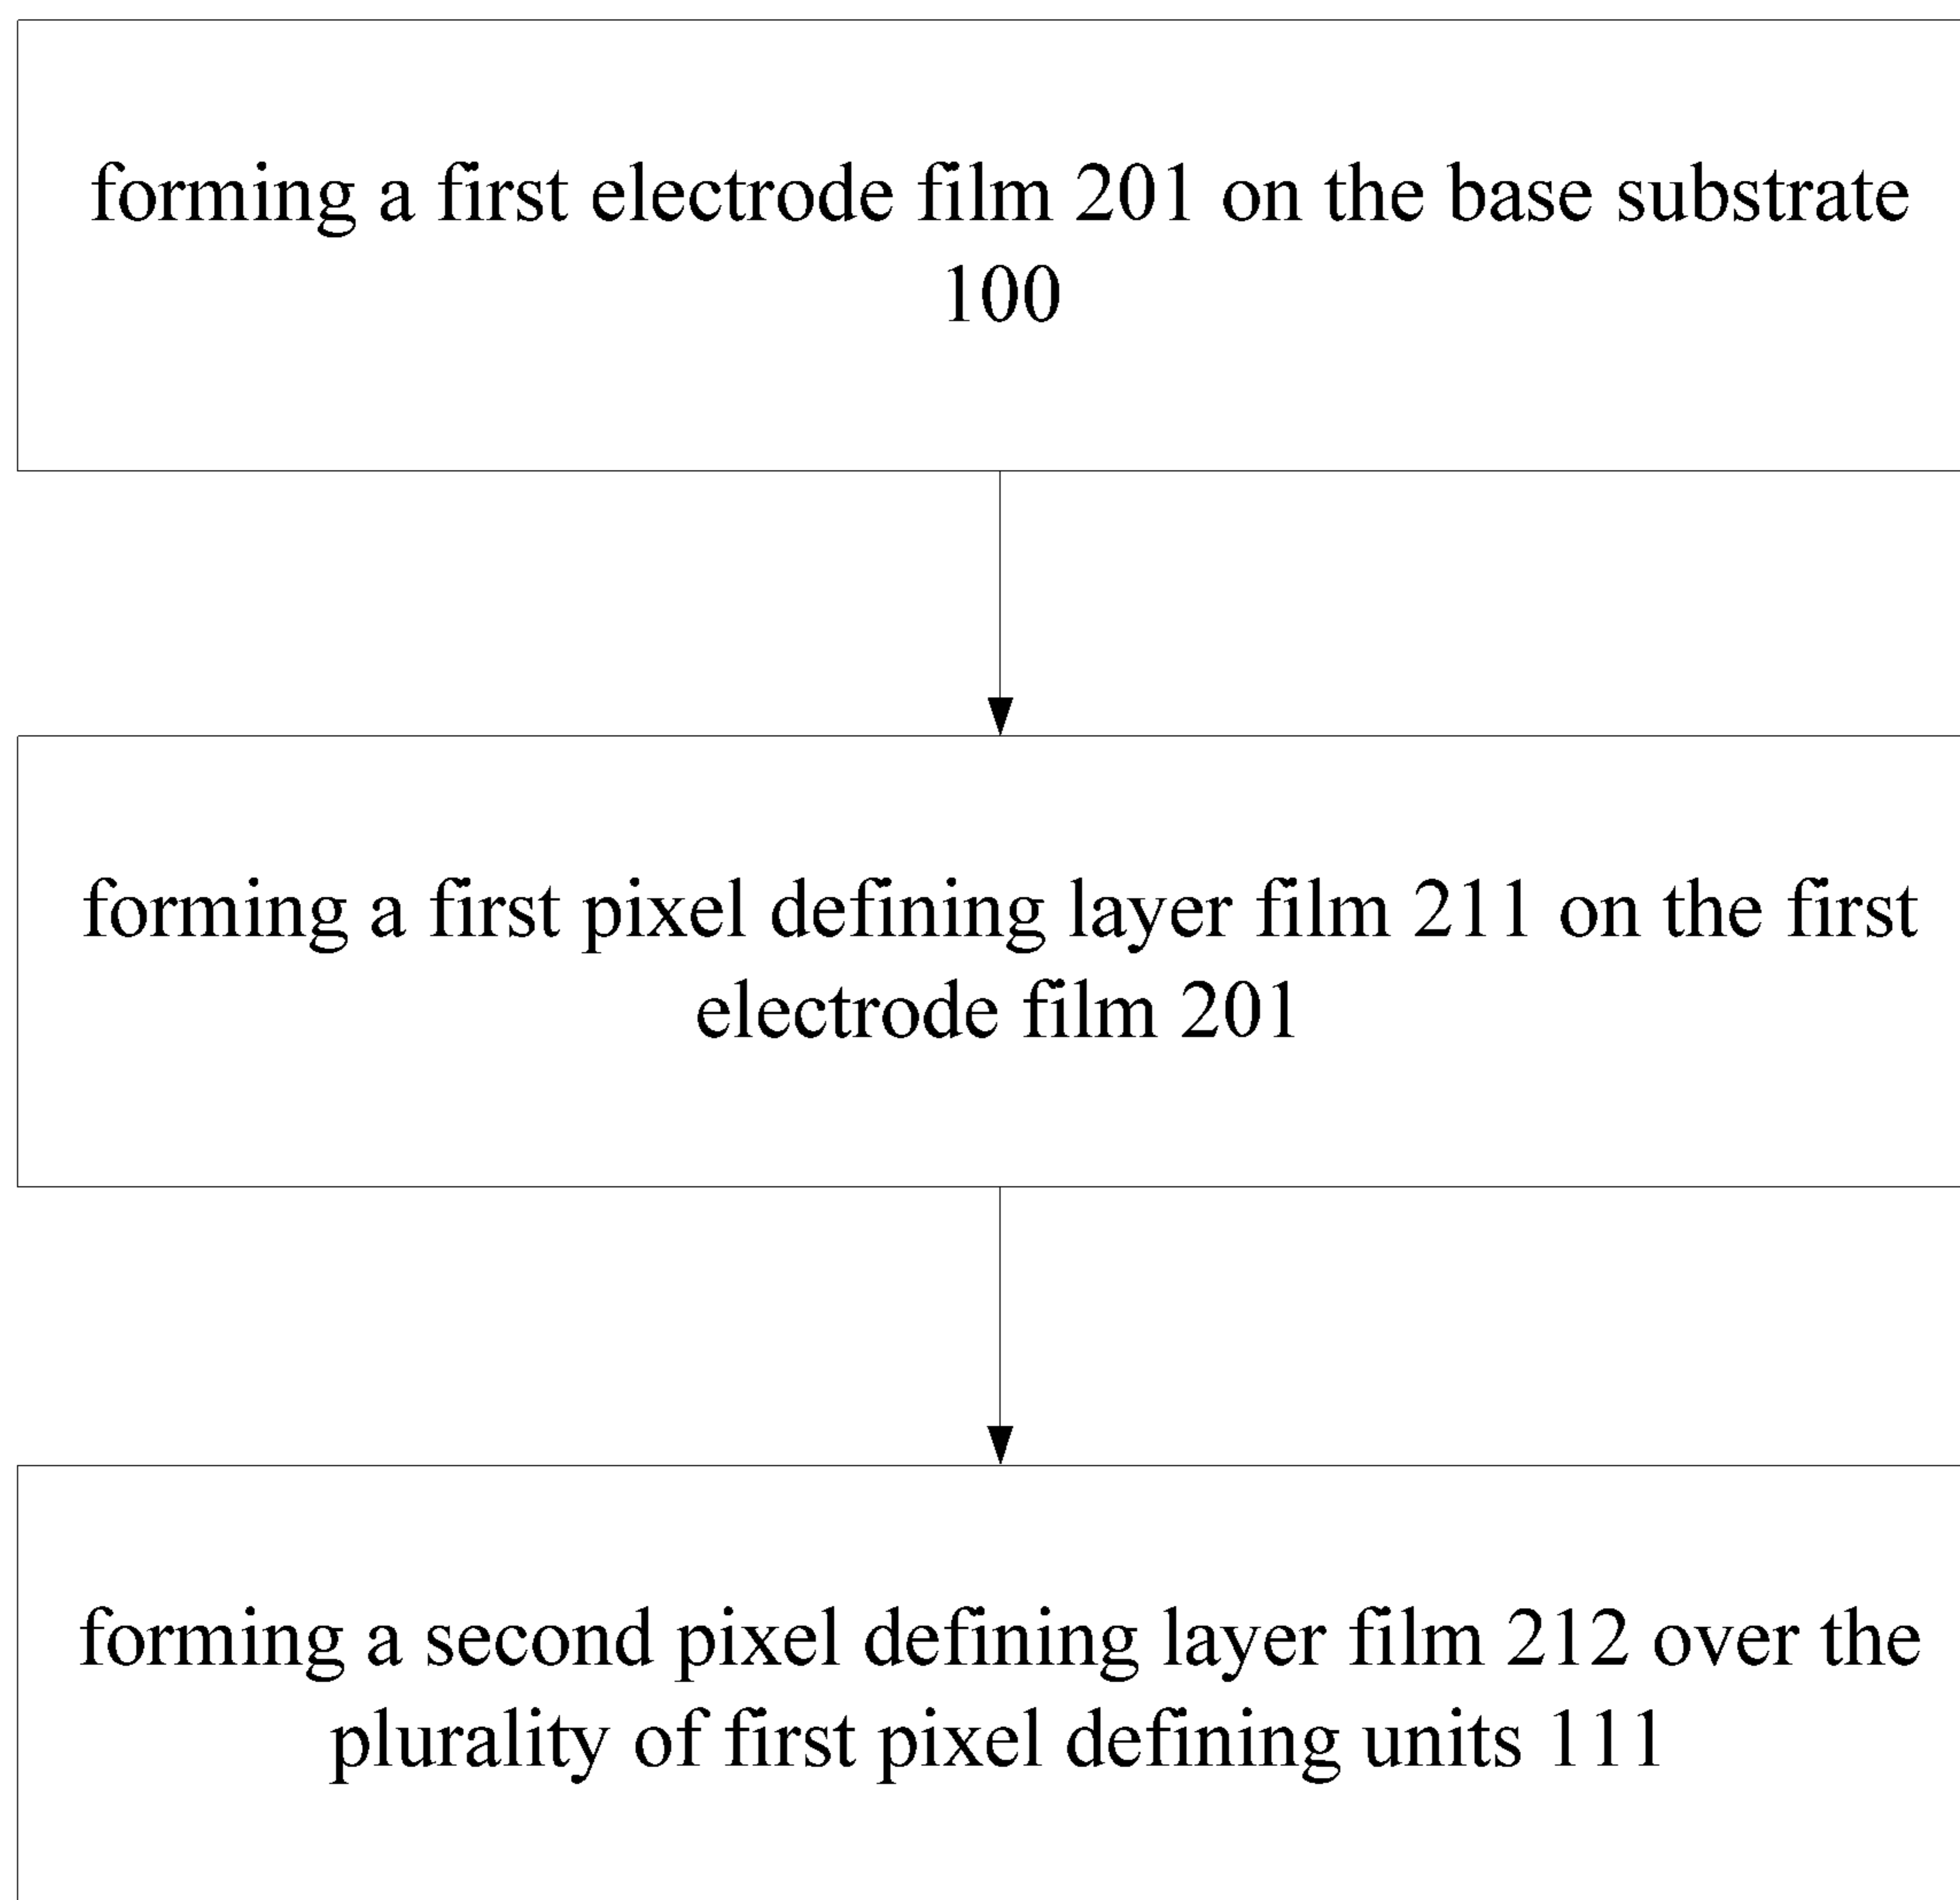 forming a first electrode film 201 on the base substrate
100
forming a first pixel defining layer film 211 on the first
electrode film 201
forming a second pixel defining layer film 212 over the
plurality of first pixel defining units 111